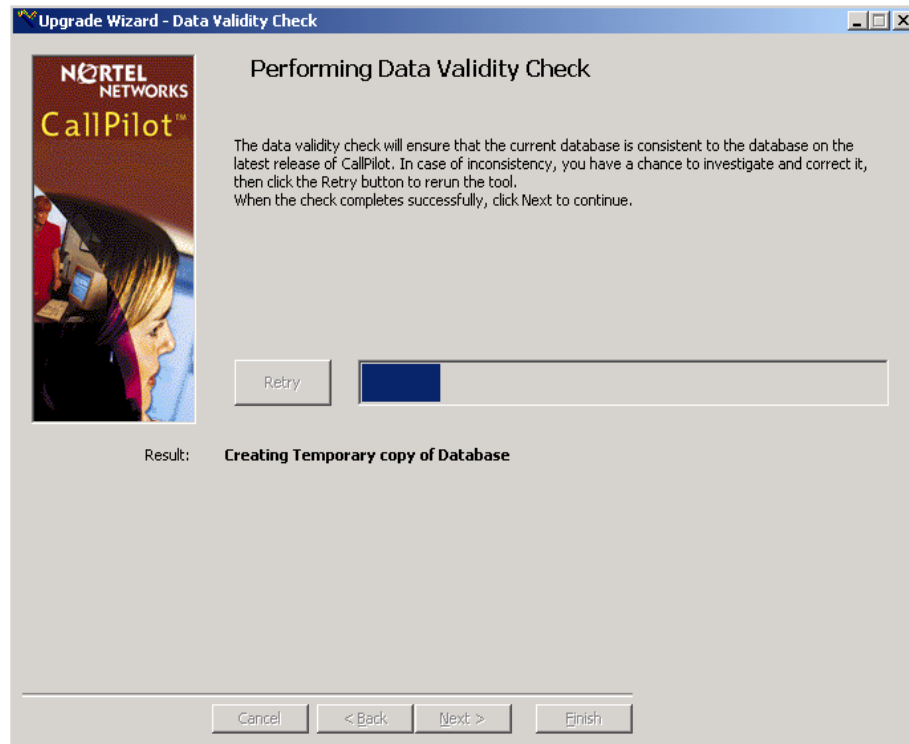 Upgrade Wizard - Data Validity Check
NORTEL
NETWORKS
CallPilot™
Performing Data Validity Check
The data validity check will ensure that the current database is consistent to the database on the
latest release of CallPilot. In case of inconsistency, you have a chance to investigate and correct it,
then click the Retry button to rerun the tool.
When the check completes successfully, click Next to continue.
Retry
Result: Creating Temporary copy of Database
Cancel < Back Next > Finish